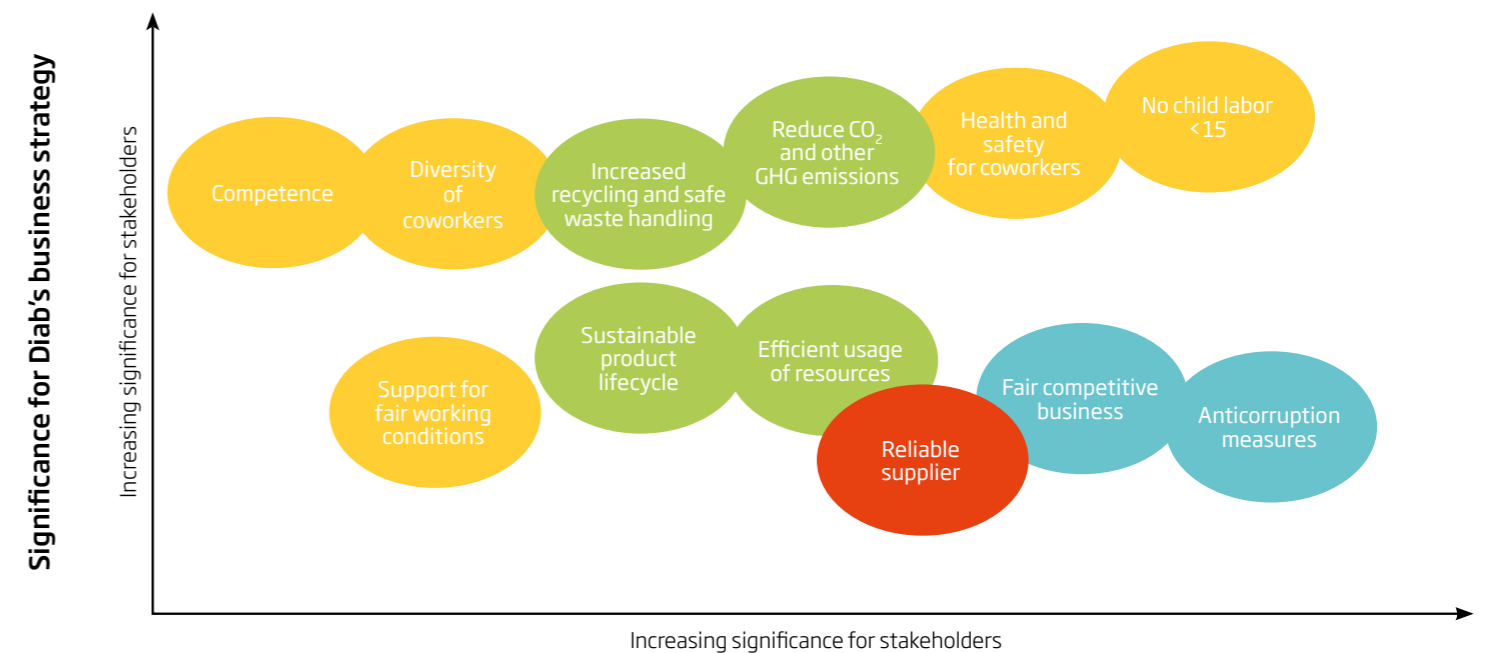 Significance for Diab's business strategy
Increasing significance for stakeholders
Competence
Diversity
of
coworkers
Increased
recycling and safe
waste handling
Reduce CO₂
and other
GHG emissions
Health and
safety
for coworkers
No child labor
<15
Support for
fair working
conditions
Sustainable
product
lifecycle
Efficient usage
of resources
Reliable
supplier
Fair competitive
business
Anticorruption
measures
Increasing significance for stakeholders